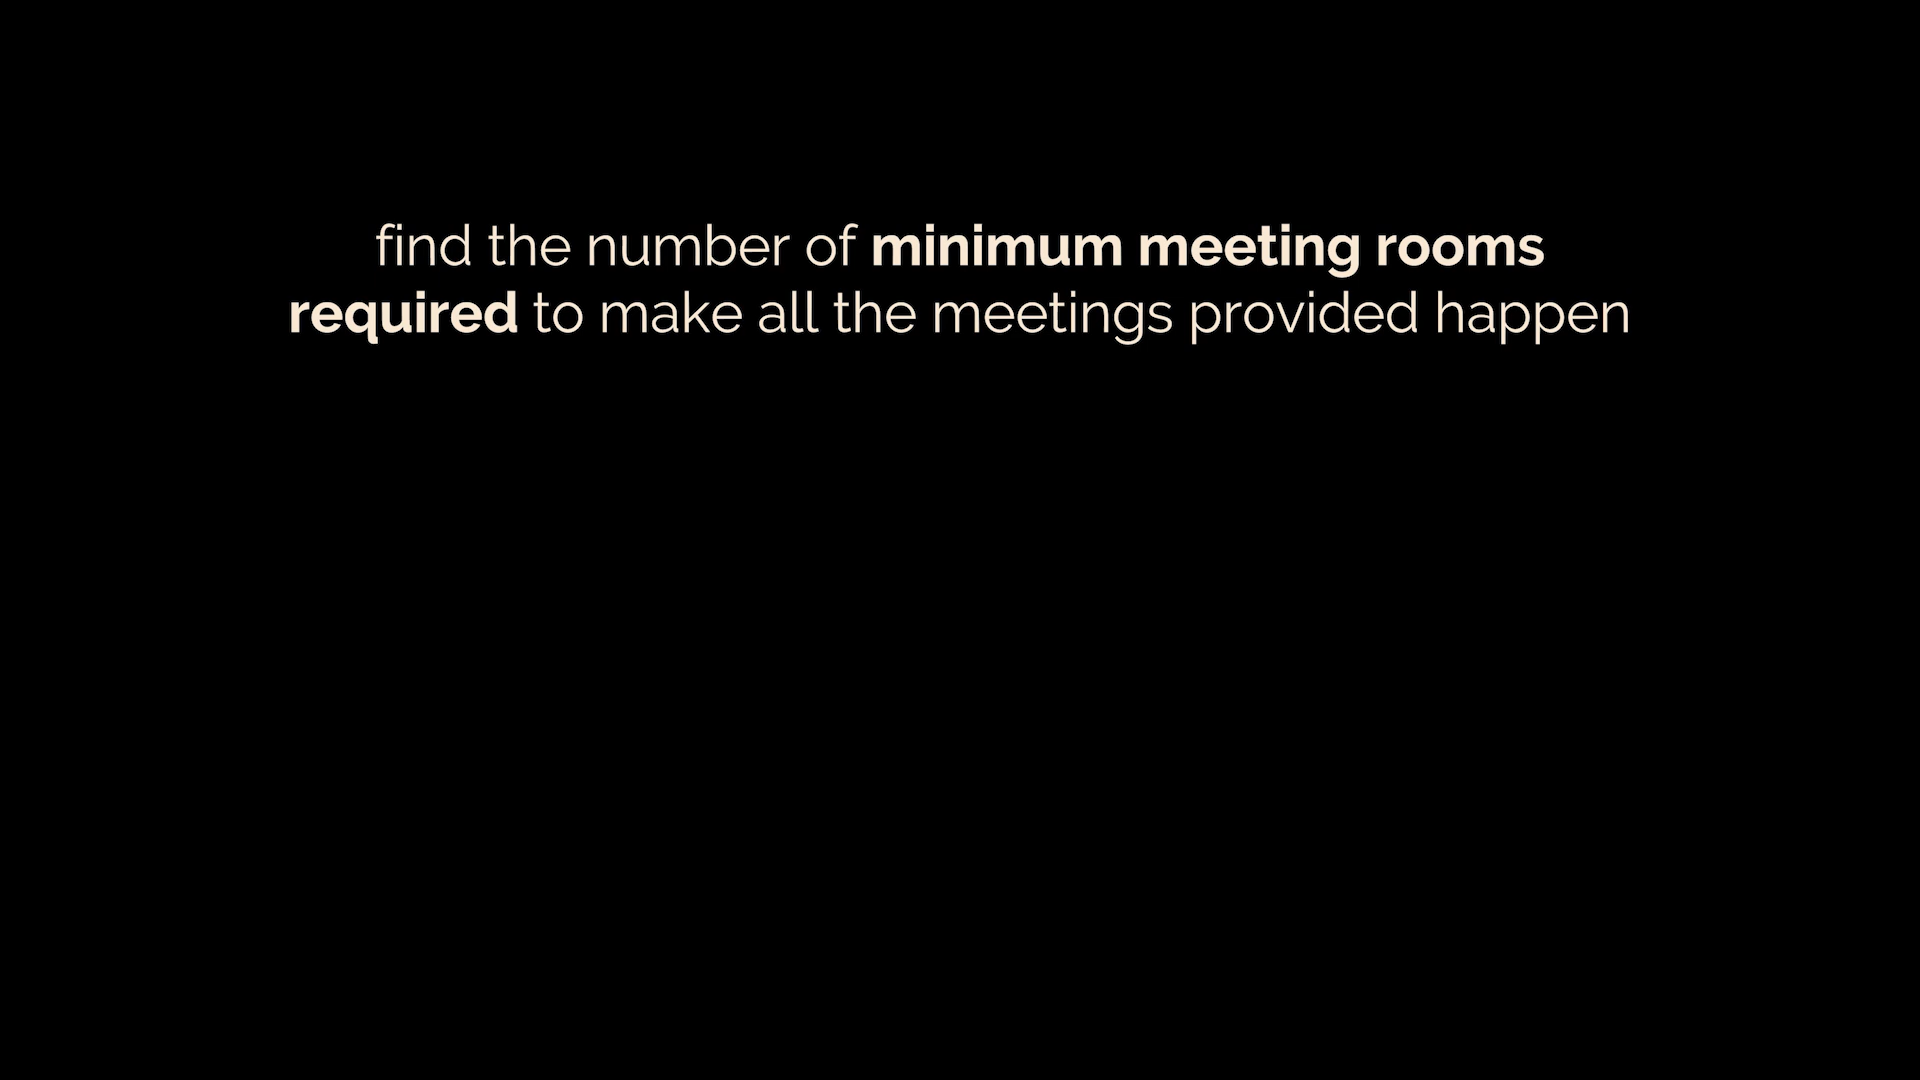 find the number of minimum meeting rooms
required to make all the meetings provided happen